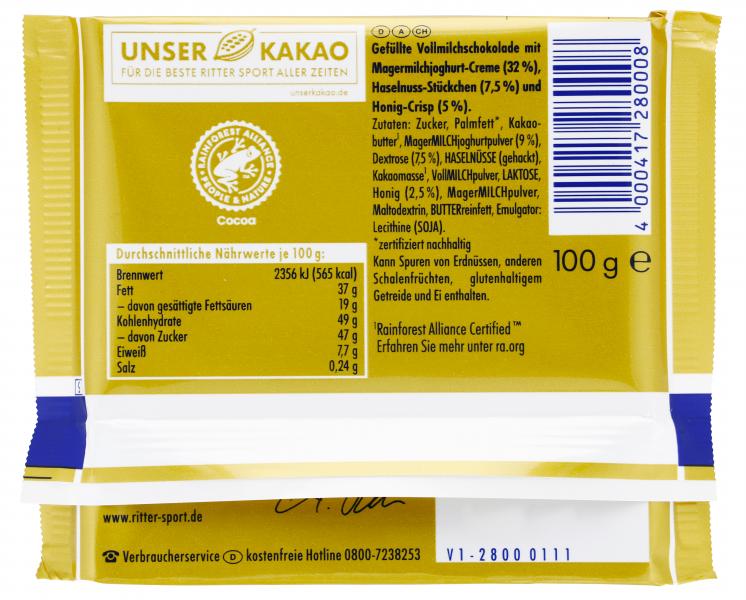 UNSER KAKAO
FÜR DIE BESTE RITTER SPORT ALLER ZEITEN
unserkakao.de
RAINFOREST ALLIANCE
PEOPLE & NATURE
Cocoa
Durchschnittliche Nährwerte je 100 g:
Brennwert 2356 kJ (565 kcal)
Fett 37 g
– davon gesättigte Fettsäuren 19 g
Kohlenhydrate 49 g
– davon Zucker 47 g
Eiweiß 7,7 g
Salz 0,24 g
D A CH
Gefüllte Vollmilchschokolade mit
Magermilchjoghurt-Creme (32 %),
Haselnuss-Stückchen (7,5 %) und
Honig-Crisp (5 %).
Zutaten: Zucker, Palmfett*, Kakao-
butter¹, MagerMILCHjoghurtpulver (9 %),
Dextrose (7,5 %), HASELNÜSSE (gehackt),
Kakaomasse¹, VollMILCHpulver, LAKTOSE,
Honig (2,5 %), MagerMILCHpulver,
Maltodextrin, BUTTERreinfett, Emulgator:
Lecithine (SOJA).
*zertifiziert nachhaltig
Kann Spuren von Erdnüssen, anderen
Schalenfrüchten, glutenhaltigem
Getreide und Ei enthalten.
¹Rainforest Alliance Certified™
Erfahren Sie mehr unter ra.org
4 000417 280008
100 g ℮
www.ritter-sport.de
☎ Verbraucherservice D kostenfreie Hotline 0800-7238253
V1-2800 0111